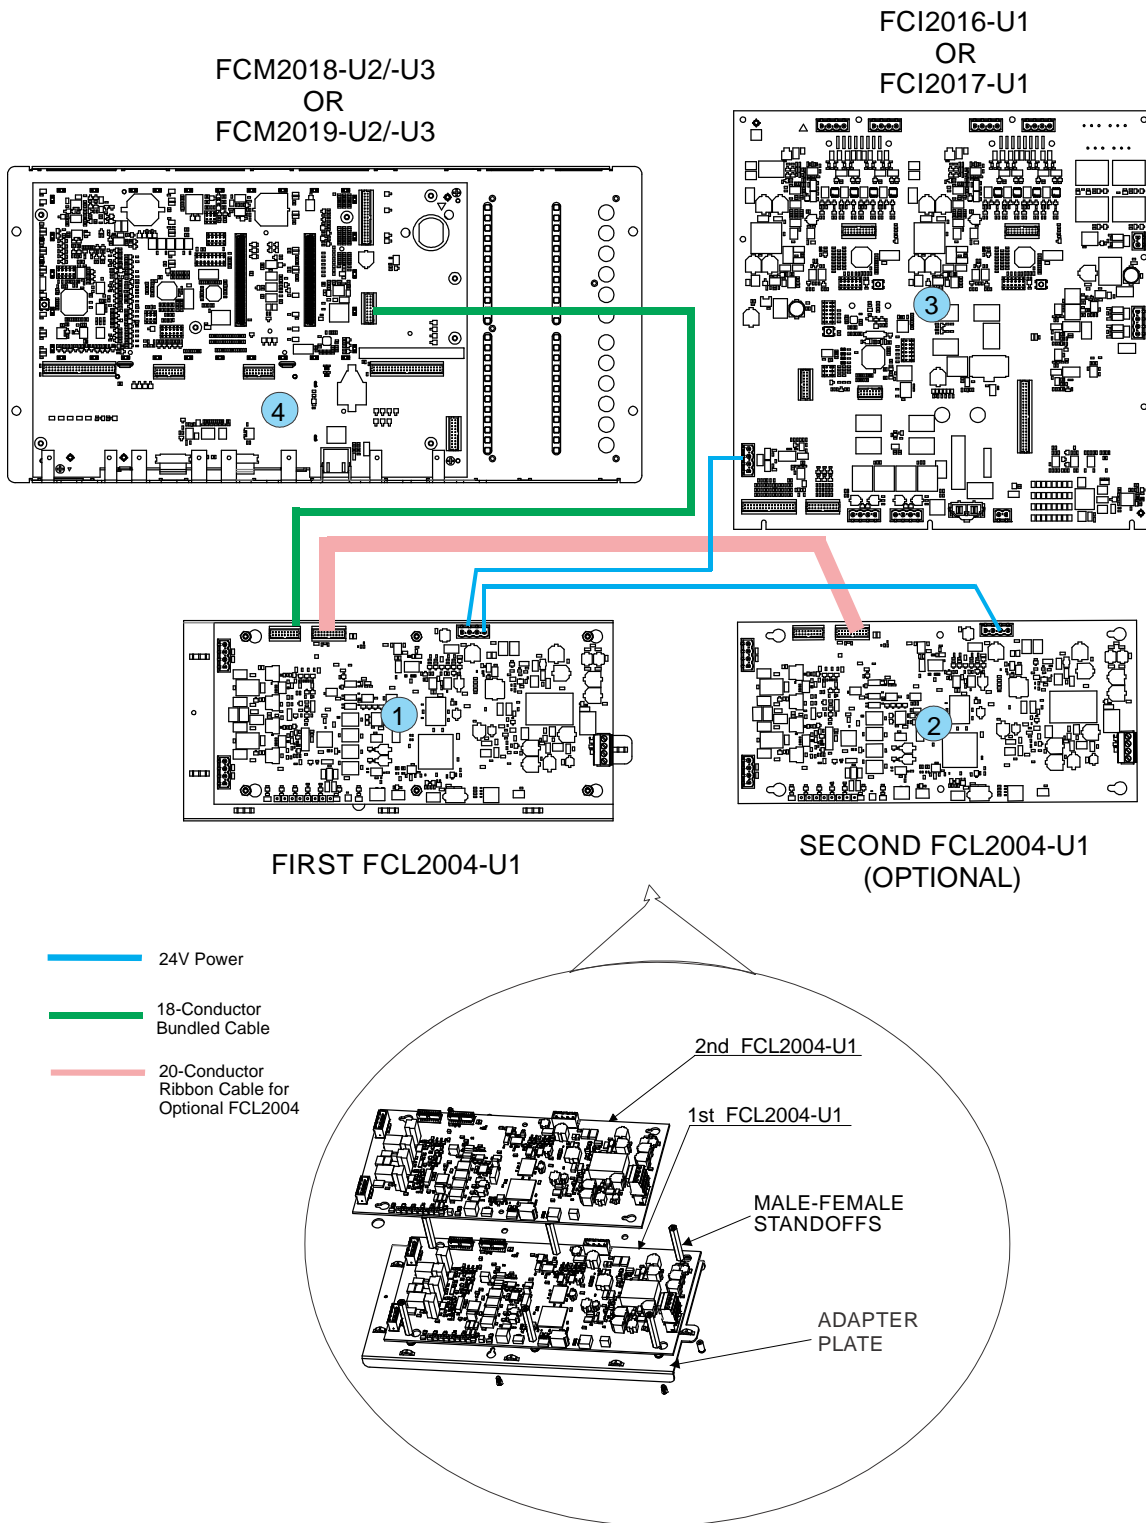 FCI2016-U1
OR
FCI2017-U1
FCM2018-U2/-U3
OR
FCM2019-U2/-U3
3
4
1
2
FIRST FCL2004-U1
SECOND FCL2004-U1
(OPTIONAL)
24V Power
18-Conductor
Bundled Cable
20-Conductor
Ribbon Cable for
Optional FCL2004
2nd FCL2004-U1
1st FCL2004-U1
MALE-FEMALE
STANDOFFS
ADAPTER
PLATE